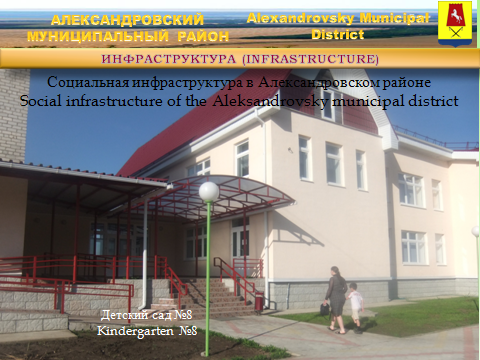 АЛЕКСАНДРОВСКИЙ
МУНИЦИПАЛЬНЫЙ РАЙОН
Alexandrovsky Municipal
District
ИНФРАСТРУКТУРА (INFRASTRUCTURE)
Социальная инфраструктура в Александровском районе
Social infrastructure of the Aleksandrovsky municipal district
Детский сад №8
Kindergarten №8